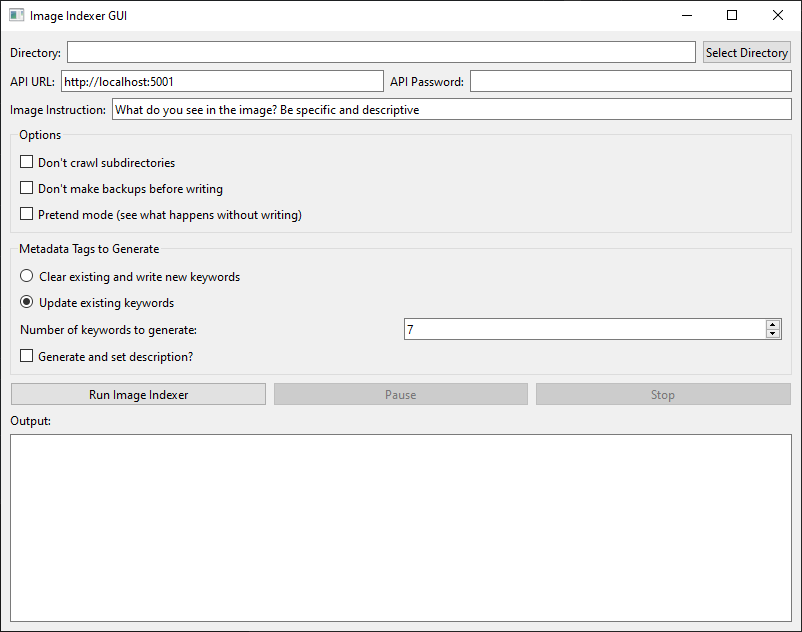 Image Indexer GUI
Directory: Select Directory
API URL: http://localhost:5001 API Password:
Image Instruction: What do you see in the image? Be specific and descriptive
Options
Don't crawl subdirectories
Don't make backups before writing
Pretend mode (see what happens without writing)
Metadata Tags to Generate
Clear existing and write new keywords
Update existing keywords
Number of keywords to generate: 7
Generate and set description?
Run Image Indexer Pause Stop
Output: